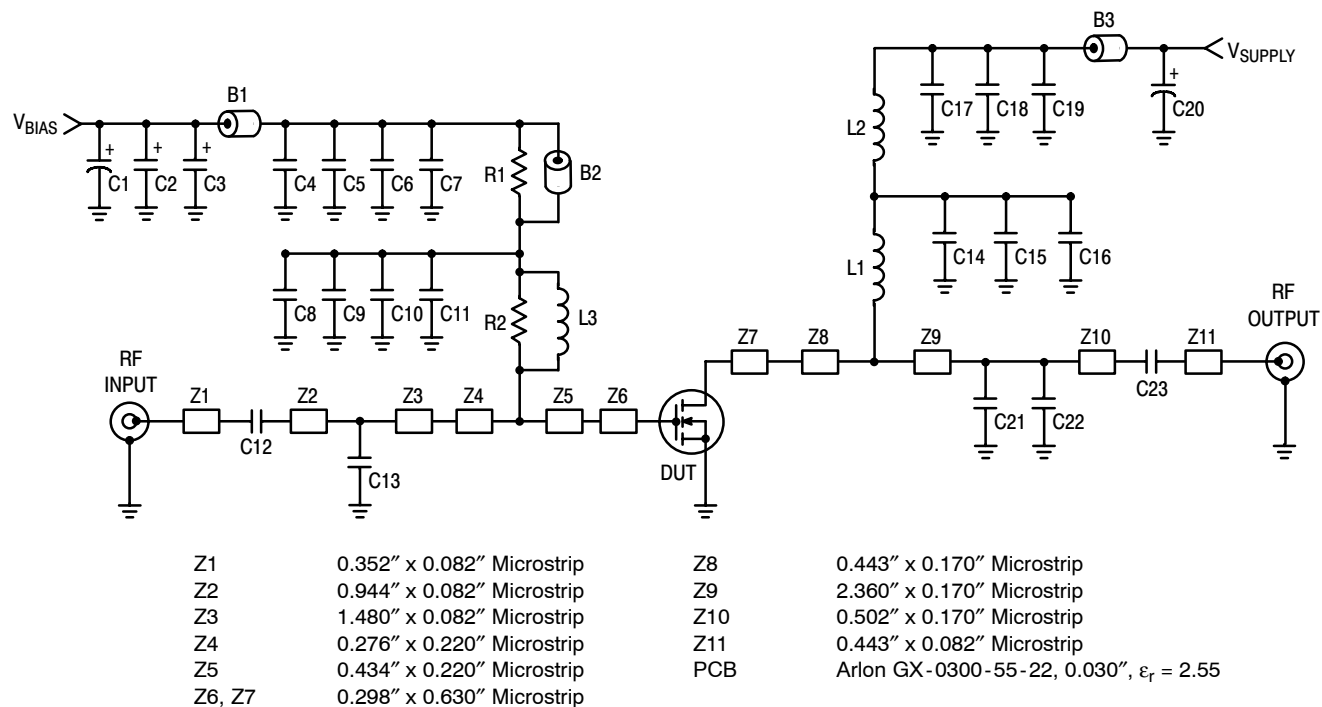 B3
V_SUPPLY
B1
V_BIAS
+
C17
C18
C19
C20
L2
+
+
+
C1
C2
C3
C4
C5
C6
C7
R1
B2
L1
C14
C15
C16
C8
C9
C10
C11
R2
L3
RF
OUTPUT
RF
INPUT
Z7
Z8
Z9
Z10
Z11
C23
Z1
Z2
Z3
Z4
Z5
Z6
C12
C13
C21
C22
DUT
Z1 0.352″ x 0.082″ Microstrip
Z2 0.944″ x 0.082″ Microstrip
Z3 1.480″ x 0.082″ Microstrip
Z4 0.276″ x 0.220″ Microstrip
Z5 0.434″ x 0.220″ Microstrip
Z6, Z7 0.298″ x 0.630″ Microstrip
Z8 0.443″ x 0.170″ Microstrip
Z9 2.360″ x 0.170″ Microstrip
Z10 0.502″ x 0.170″ Microstrip
Z11 0.443″ x 0.082″ Microstrip
PCB Arlon GX-0300-55-22, 0.030″, εr = 2.55